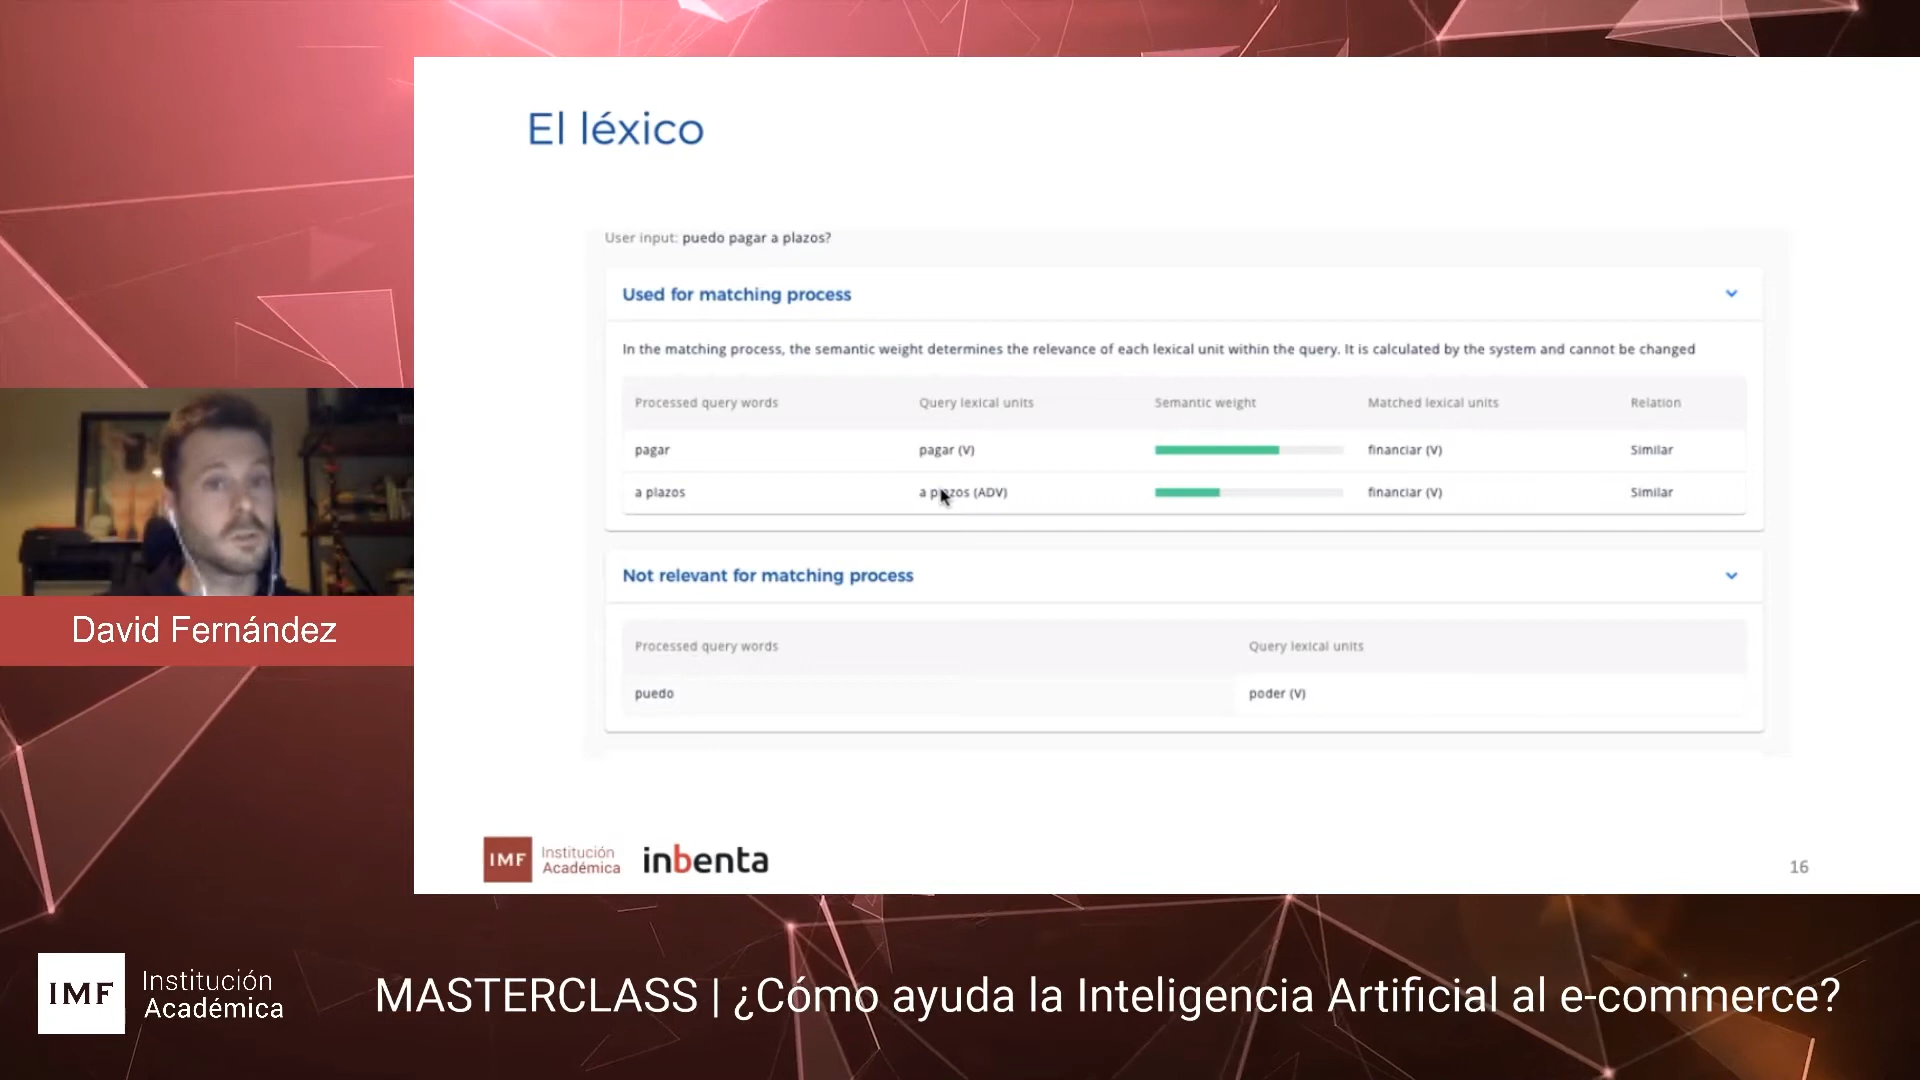 El léxico
User input: puedo pagar a plazos?
Used for matching process
In the matching process, the semantic weight determines the relevance of each lexical unit within the query. It is calculated by the system and cannot be changed
Processed query words Query lexical units Semantic weight Matched lexical units Relation
pagar pagar (V) financiar (V) Similar
a plazos a plazos (ADV) financiar (V) Similar
Not relevant for matching process
Processed query words Query lexical units
puedo poder (V)
David Fernández
IMF Institución Académica inbenta 16
IMF Institución Académica
MASTERCLASS | ¿Cómo ayuda la Inteligencia Artificial al e-commerce?